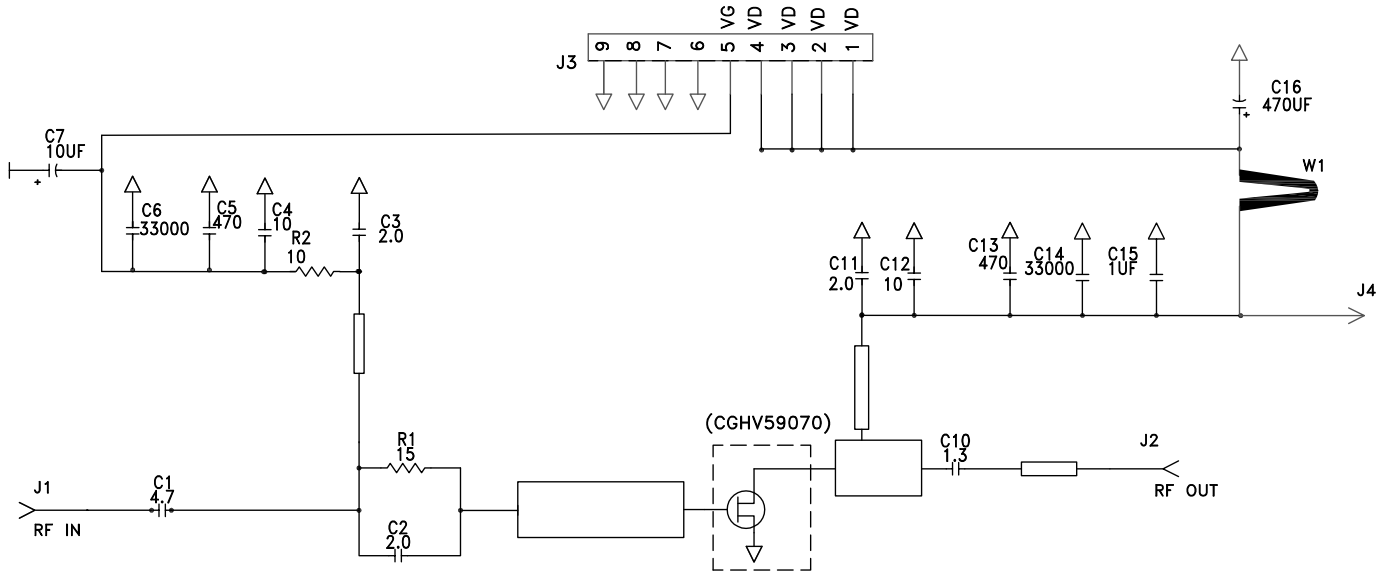 VG
VD
VD
VD
VD
J3
9
8
7
6
5
4
3
2
1
C16
470UF
C7
10UF
W1
C6
33000
C5
470
C4
10
R2
10
C3
2.0
C11
2.0
C12
10
C13
470
C14
33000
C15
1UF
J4
(CGHV59070)
R1
15
C10
1.3
J2
RF OUT
J1
RF IN
C1
4.7
C2
2.0
+
+